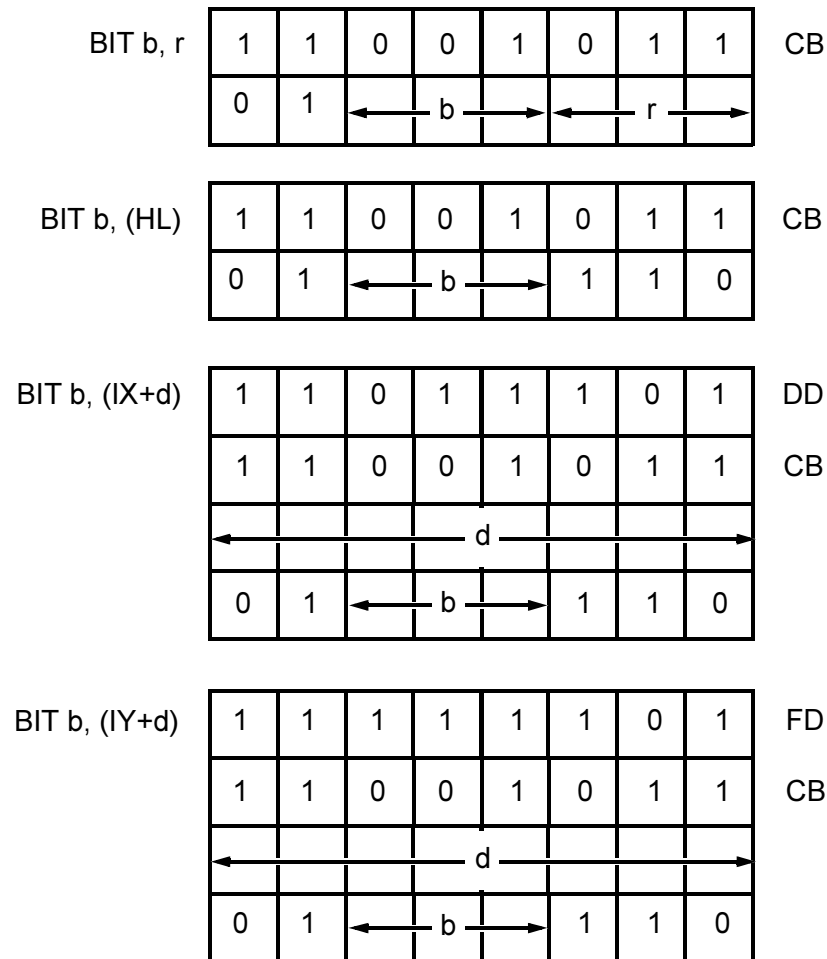 BIT b, r 1 1 0 0 1 0 1 1 CB
0 1 b r
BIT b, (HL) 1 1 0 0 1 0 1 1 CB
0 1 b 1 1 0
BIT b, (IX+d) 1 1 0 1 1 1 0 1 DD
1 1 0 0 1 0 1 1 CB
d
0 1 b 1 1 0
BIT b, (IY+d) 1 1 1 1 1 1 0 1 FD
1 1 0 0 1 0 1 1 CB
d
0 1 b 1 1 0